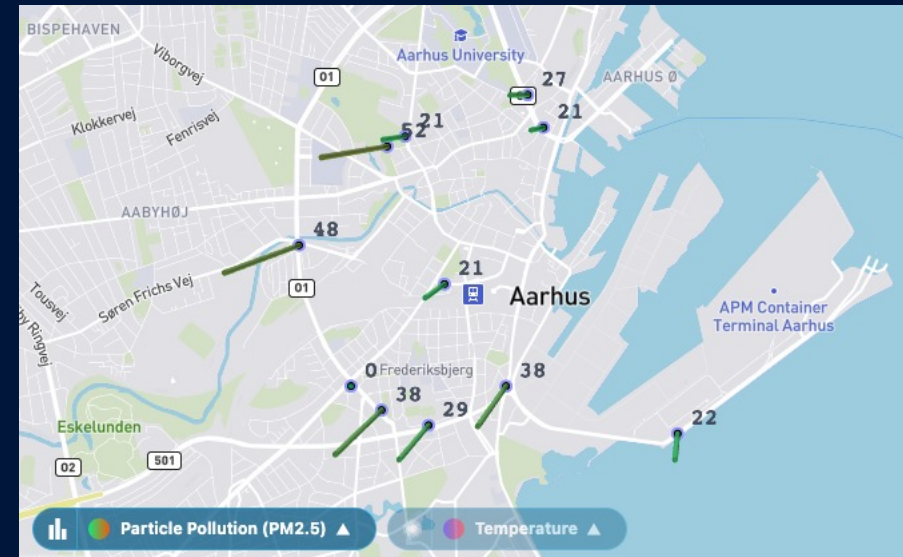 BISPEHAVEN
Viborgvej
01
Aarhus University
27
AARHUS Ø
Klokkervej
Fenrisvej
21
52
21
AABYHØJ
48
Søren Frichs Vej
01
21
Aarhus
Tousvej
by Ringvej
APM Container
Terminal Aarhus
0
Frederiksbjerg
38
38
29
22
Eskelunden
02
501
Particle Pollution (PM2.5) ▲
Temperature ▲